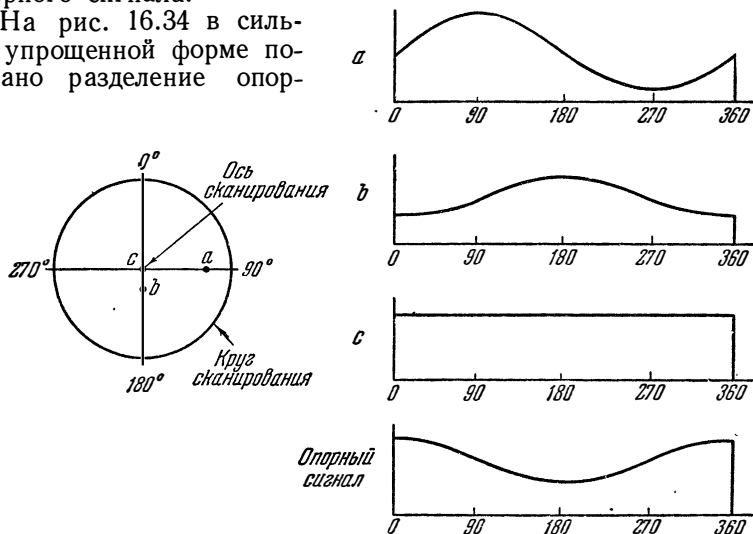 рного сигнала.
На рис. 16.34 в силь-
упрощенной форме по-
ано разделение опор-
0°
Ось
сканирования
270°
c
a
90°
b
180°
Круг
сканирования
a
0 90 180 270 360
b
0 90 180 270 360
c
0 90 180 270 360
Опорный
сигнал
0 90 180 270 360